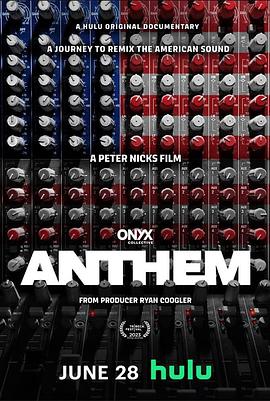 A HULU ORIGINAL DOCUMENTARY
A JOURNEY TO REMIX THE AMERICAN SOUND
A PETER NICKS FILM
ONYX
COLLECTIVE
ANTHEM
FROM PRODUCER RYAN COOGLER
TRIBECA
FESTIVAL
2023
JUNE 28 hulu